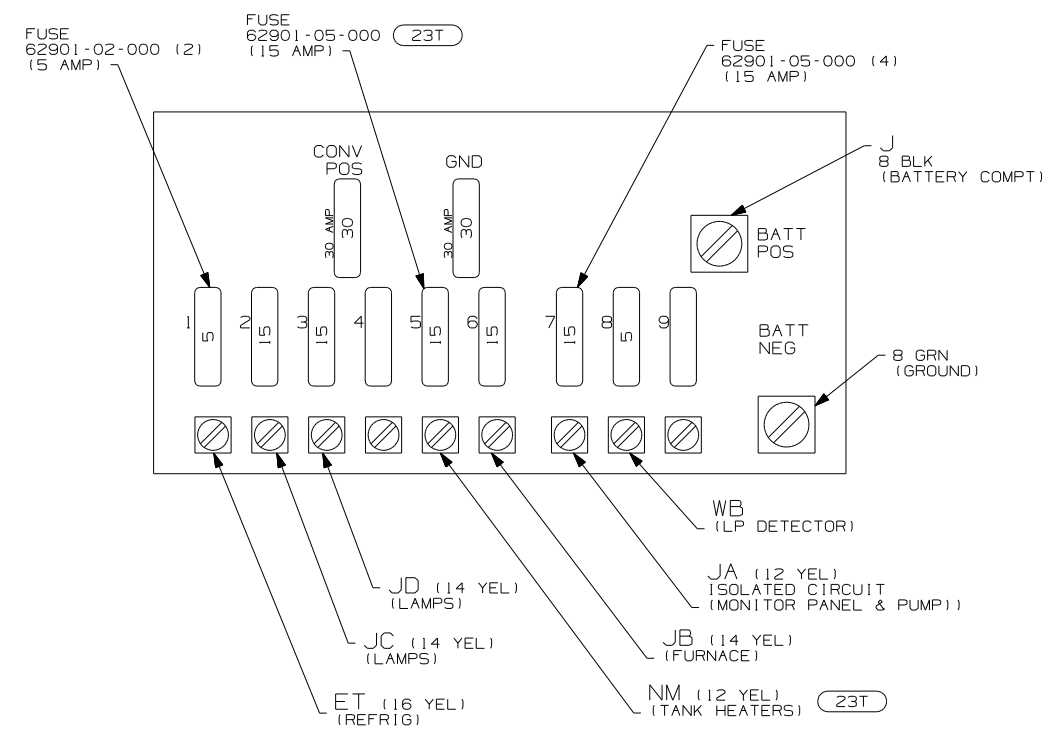 FUSE
62901-02-000 (2)
(5 AMP)
FUSE
62901-05-000 23T
(15 AMP)
FUSE
62901-05-000 (4)
(15 AMP)
CONV
POS
GND
30 AMP
30
30 AMP
30
J
8 BLK
(BATTERY COMPT)
BATT
POS
1 5
2 15
3 15
4
5 15
6 15
7 15
8 5
9
BATT
NEG
8 GRN
(GROUND)
WB
(LP DETECTOR)
JA (12 YEL)
ISOLATED CIRCUIT
(MONITOR PANEL & PUMP))
JD (14 YEL)
(LAMPS)
JB (14 YEL)
(FURNACE)
JC (14 YEL)
(LAMPS)
NM (12 YEL)
(TANK HEATERS) 23T
ET (16 YEL)
(REFRIG)